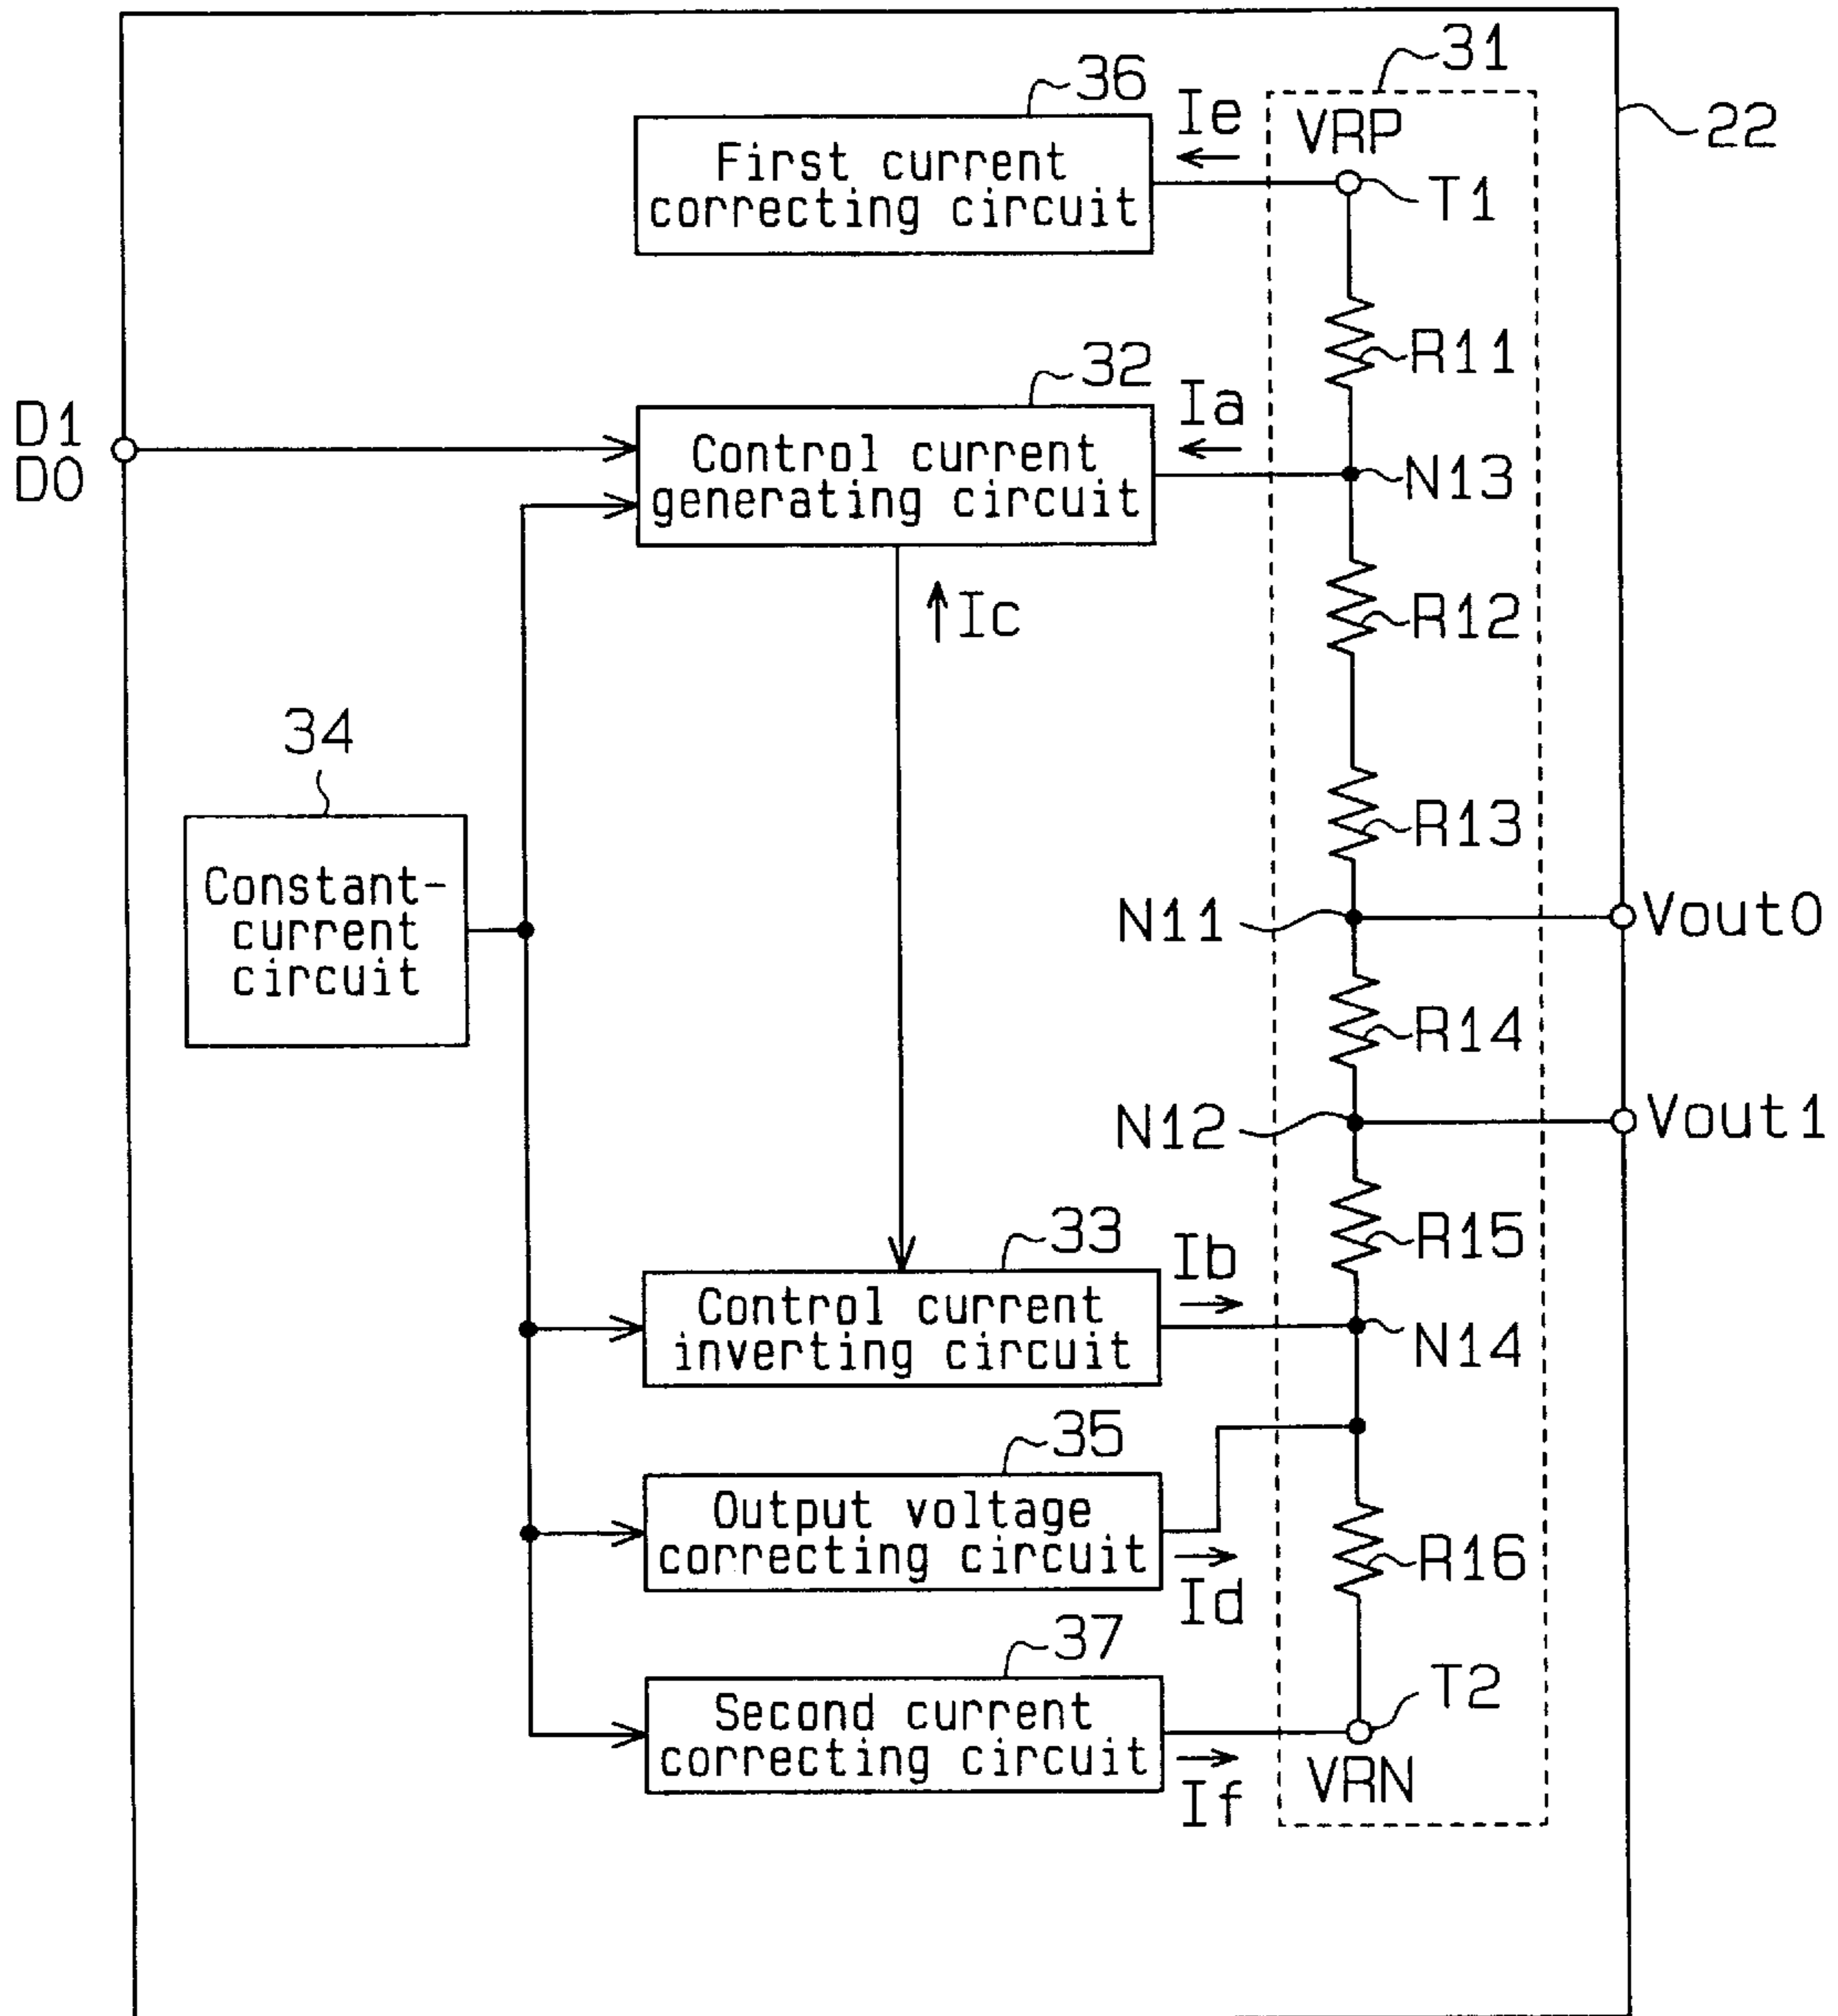 31
36
Ie
VRP
22
First current
correcting circuit
T1
R11
32
Ia
D1
D0
Control current
generating circuit
N13
Ic
R12
34
R13
Constant-
current
circuit
N11
Vout0
R14
N12
Vout1
33
Ib
R15
Control current
inverting circuit
N14
35
Output voltage
correcting circuit
R16
Id
37
T2
Second current
correcting circuit
VRN
If